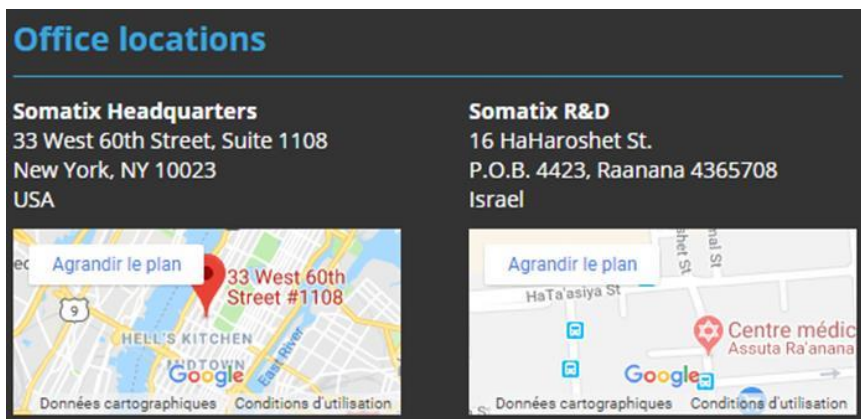 Office locations
Somatix Headquarters
33 West 60th Street, Suite 1108
New York, NY 10023
USA
Somatix R&D
16 HaHaroshet St.
P.O.B. 4423, Raanana 4365708
Israel
Agrandir le plan
33 West 60th
Street #1108
9
HELL'S KITCHEN
MIDTOWN
East River
Google
Données cartographiques
Conditions d'utilisation
Agrandir le plan
HaTa'asiya St
Centre médic
Assuta Ra'anana
Google
Données cartographiques
Conditions d'utilisation